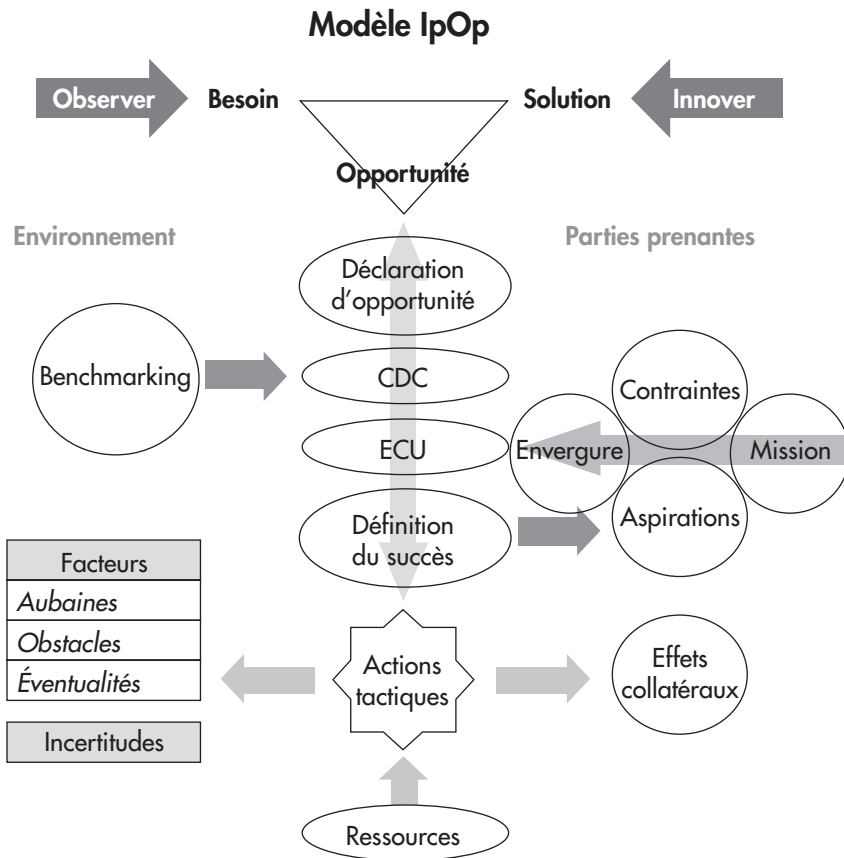 Modèle IpOp
Observer
Besoin
Solution
Innover
Opportunité
Environnement
Parties prenantes
Déclaration
d'opportunité
Benchmarking
CDC
Contraintes
ECU
Envergure
Mission
Définition
du succès
Aspirations
Facteurs
Aubaines
Obstacles
Éventualités
Incertitudes
Actions
tactiques
Effets
collatéraux
Ressources